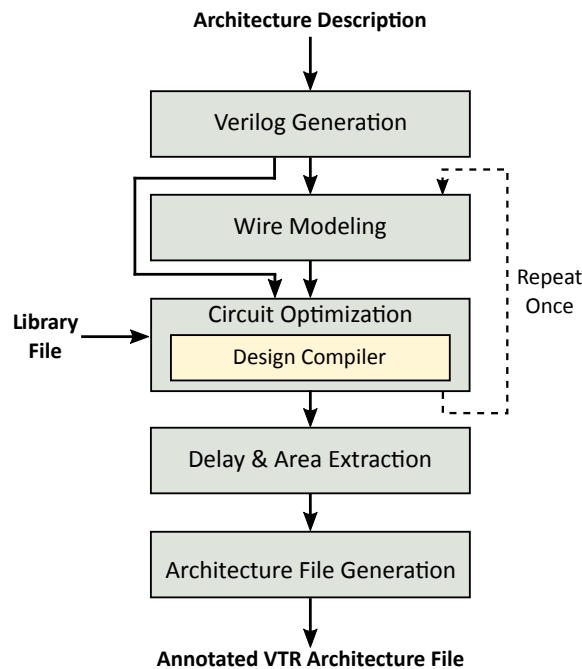 Architecture Description
Verilog Generation
Wire Modeling
Repeat
Once
Circuit Optimization
Library
File
Design Compiler
Delay & Area Extraction
Architecture File Generation
Annotated VTR Architecture File